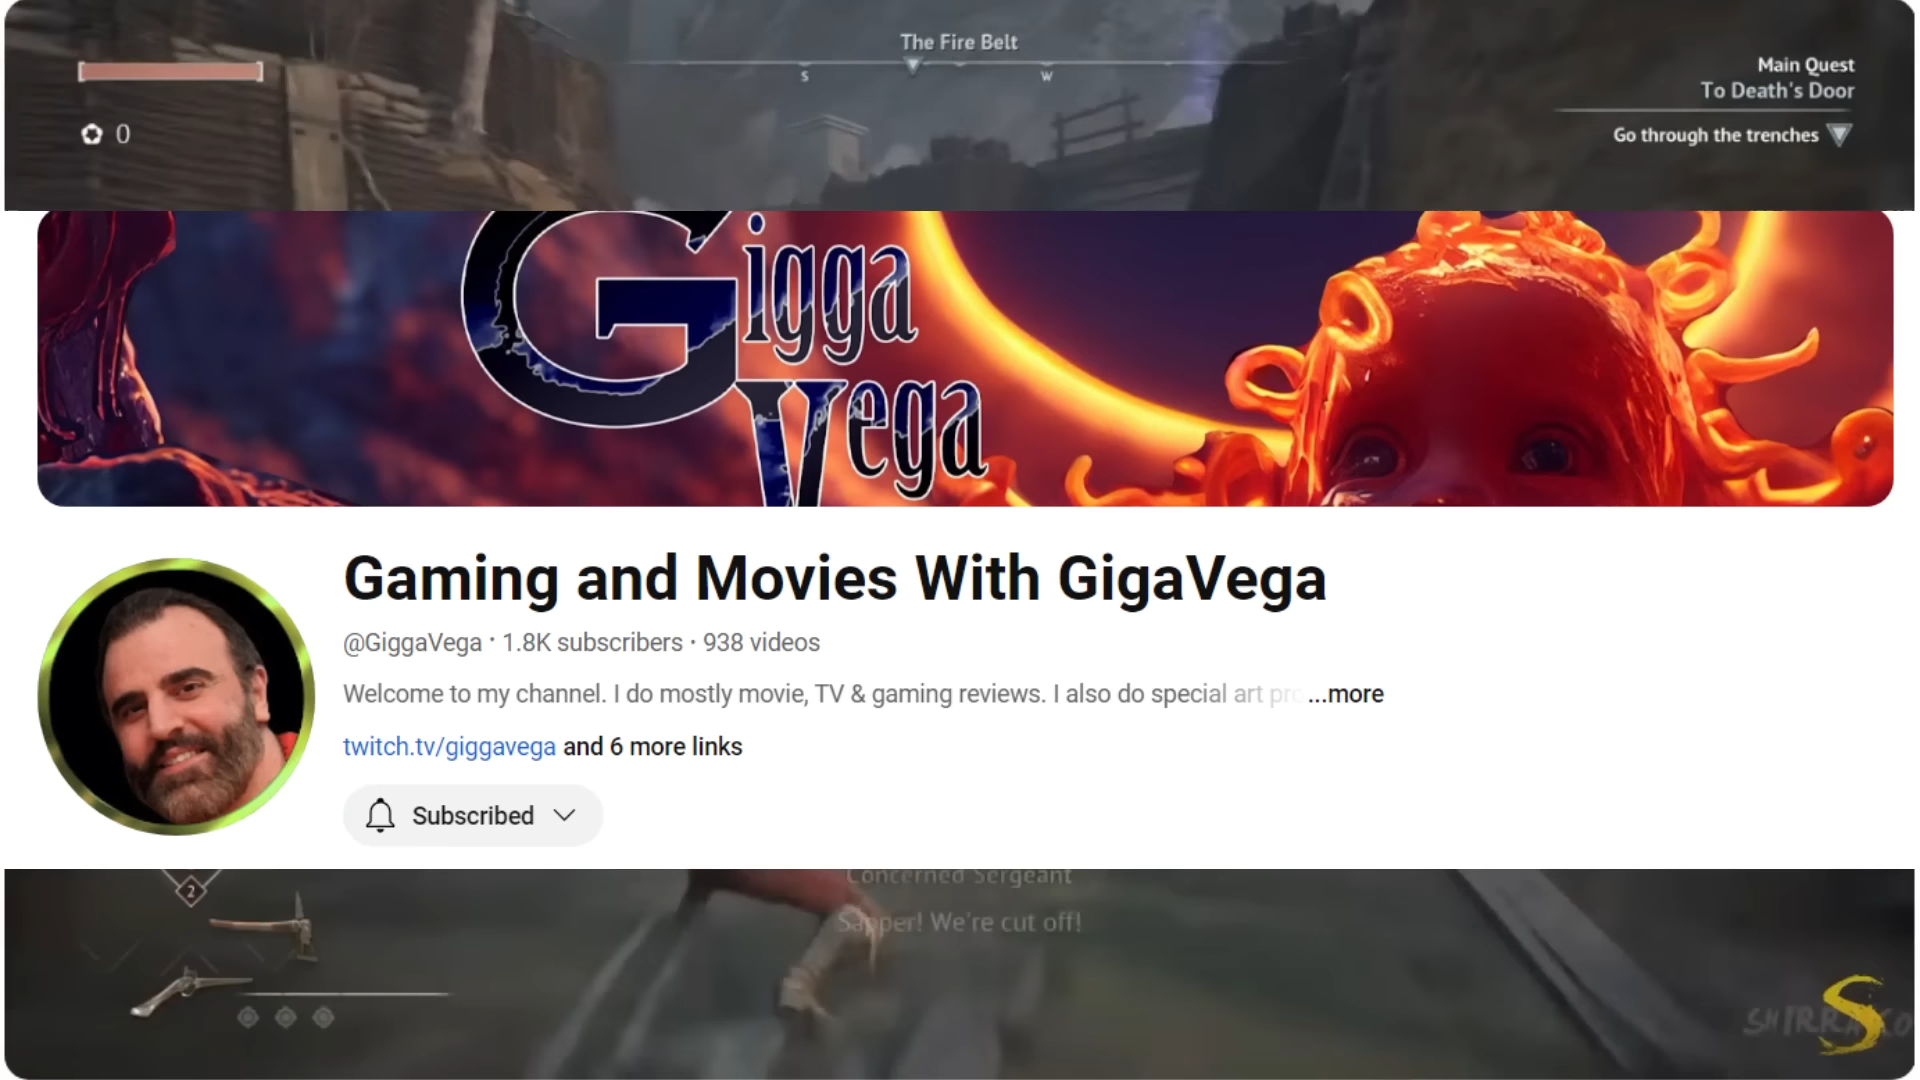 The Fire Belt
S
W
Main Quest
To Death's Door
0
Go through the trenches
Gigga
Vega
Gaming and Movies With GigaVega
@GiggaVega · 1.8K subscribers · 938 videos
Welcome to my channel. I do mostly movie, TV & gaming reviews. I also do special art pro ...more
twitch.tv/giggavega and 6 more links
Subscribed
2
Concerned Sergeant
Sapper! We're cut off!
SHIRRAKO
S